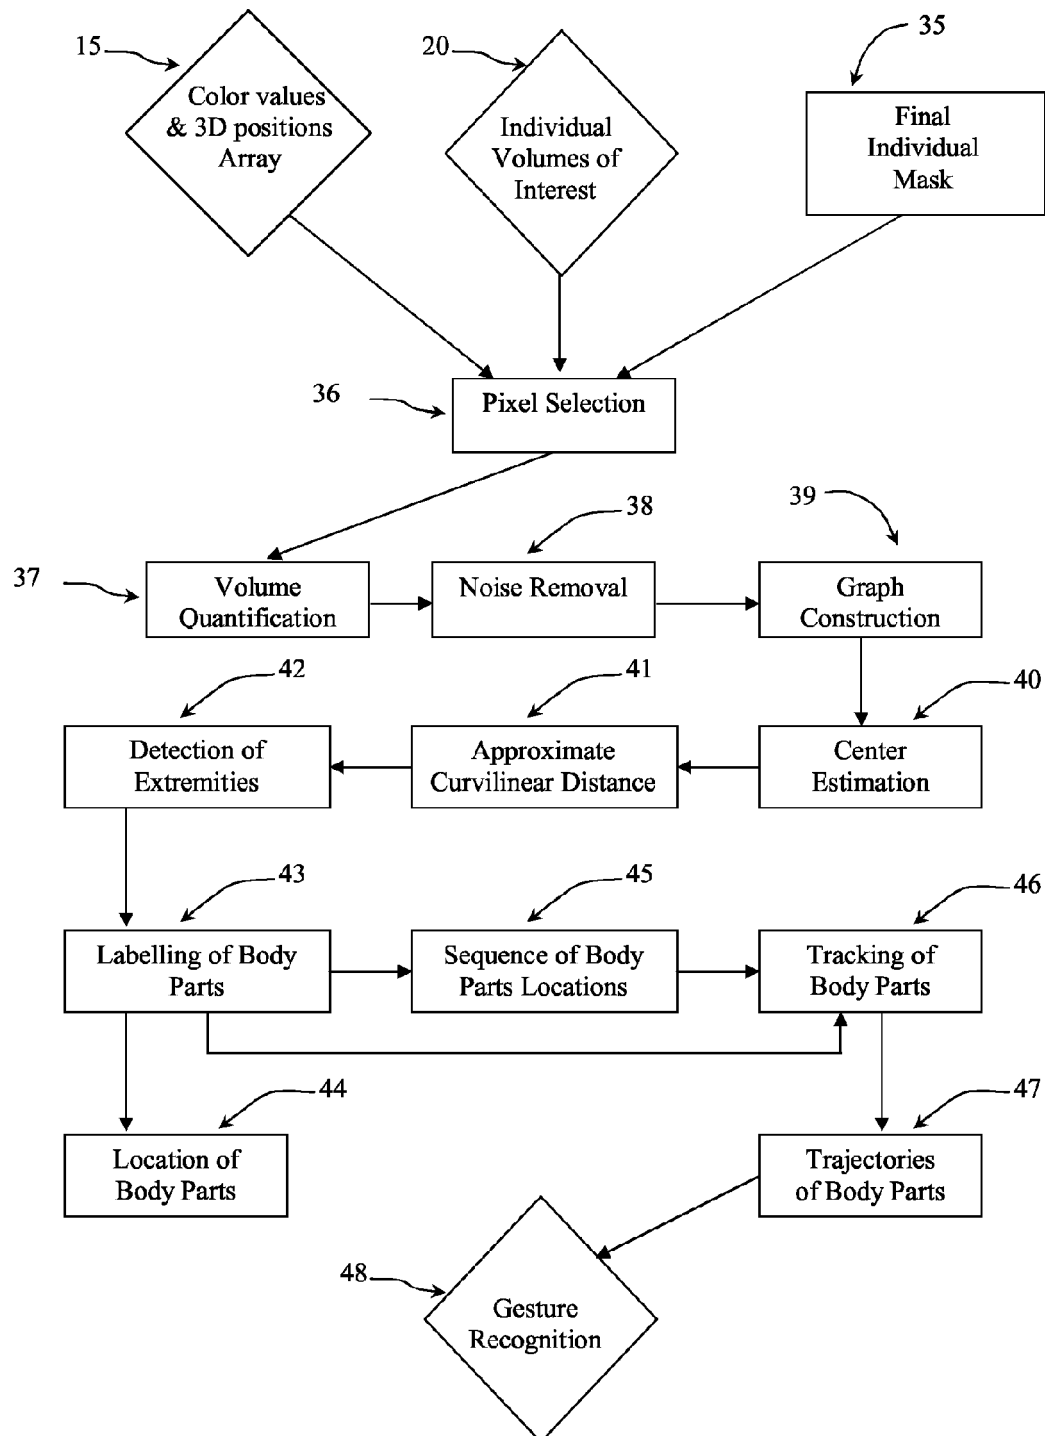 15
Color values
& 3D positions
Array
20
Individual
Volumes of
Interest
35
Final
Individual
Mask
36
Pixel Selection
37
Volume
Quantification
38
Noise Removal
39
Graph
Construction
42
Detection of
Extremities
41
Approximate
Curvilinear Distance
40
Center
Estimation
43
Labelling of Body
Parts
45
Sequence of Body
Parts Locations
46
Tracking of
Body Parts
44
Location of
Body Parts
47
Trajectories
of Body Parts
48
Gesture
Recognition